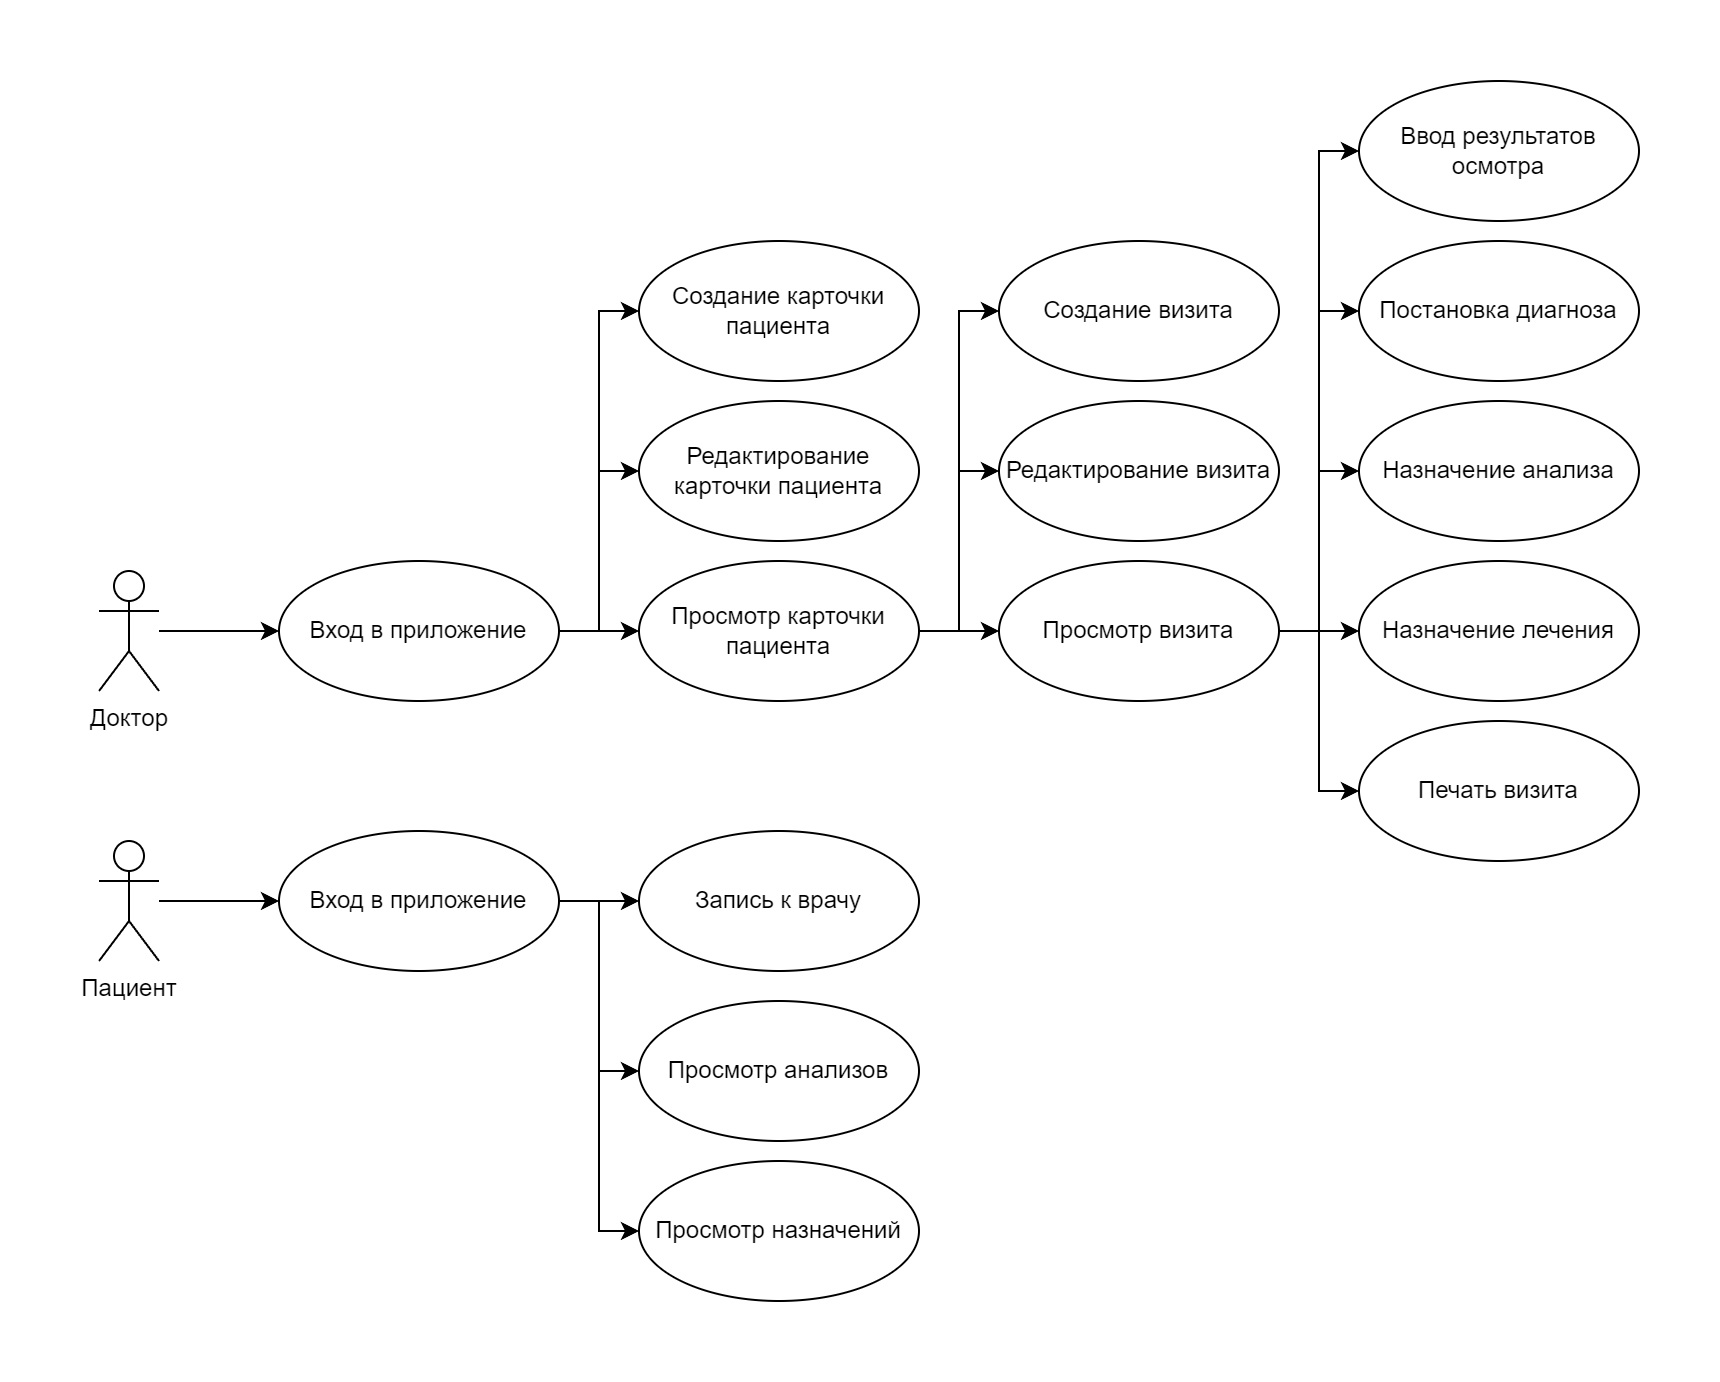 Ввод результатов
осмотра
Создание карточки
пациента
Создание визита
Постановка диагноза
Редактирование
карточки пациента
Редактирование визита
Назначение анализа
Доктор
Вход в приложение
Просмотр карточки
пациента
Просмотр визита
Назначение лечения
Печать визита
Пациент
Вход в приложение
Запись к врачу
Просмотр анализов
Просмотр назначений